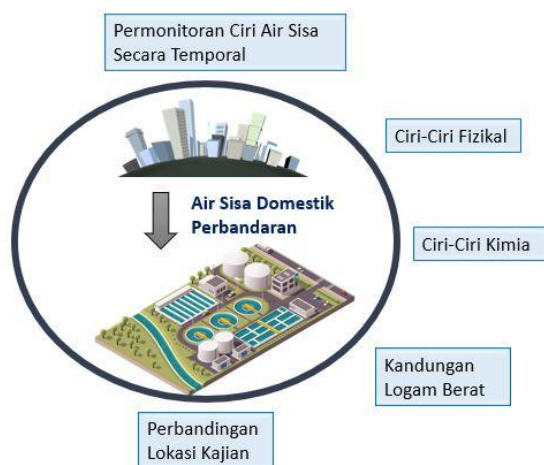 Permonitoran Ciri Air Sisa
Secara Temporal
Ciri-Ciri Fizikal
Air Sisa Domestik
Perbandaran
Ciri-Ciri Kimia
Kandungan
Logam Berat
Perbandingan
Lokasi Kajian